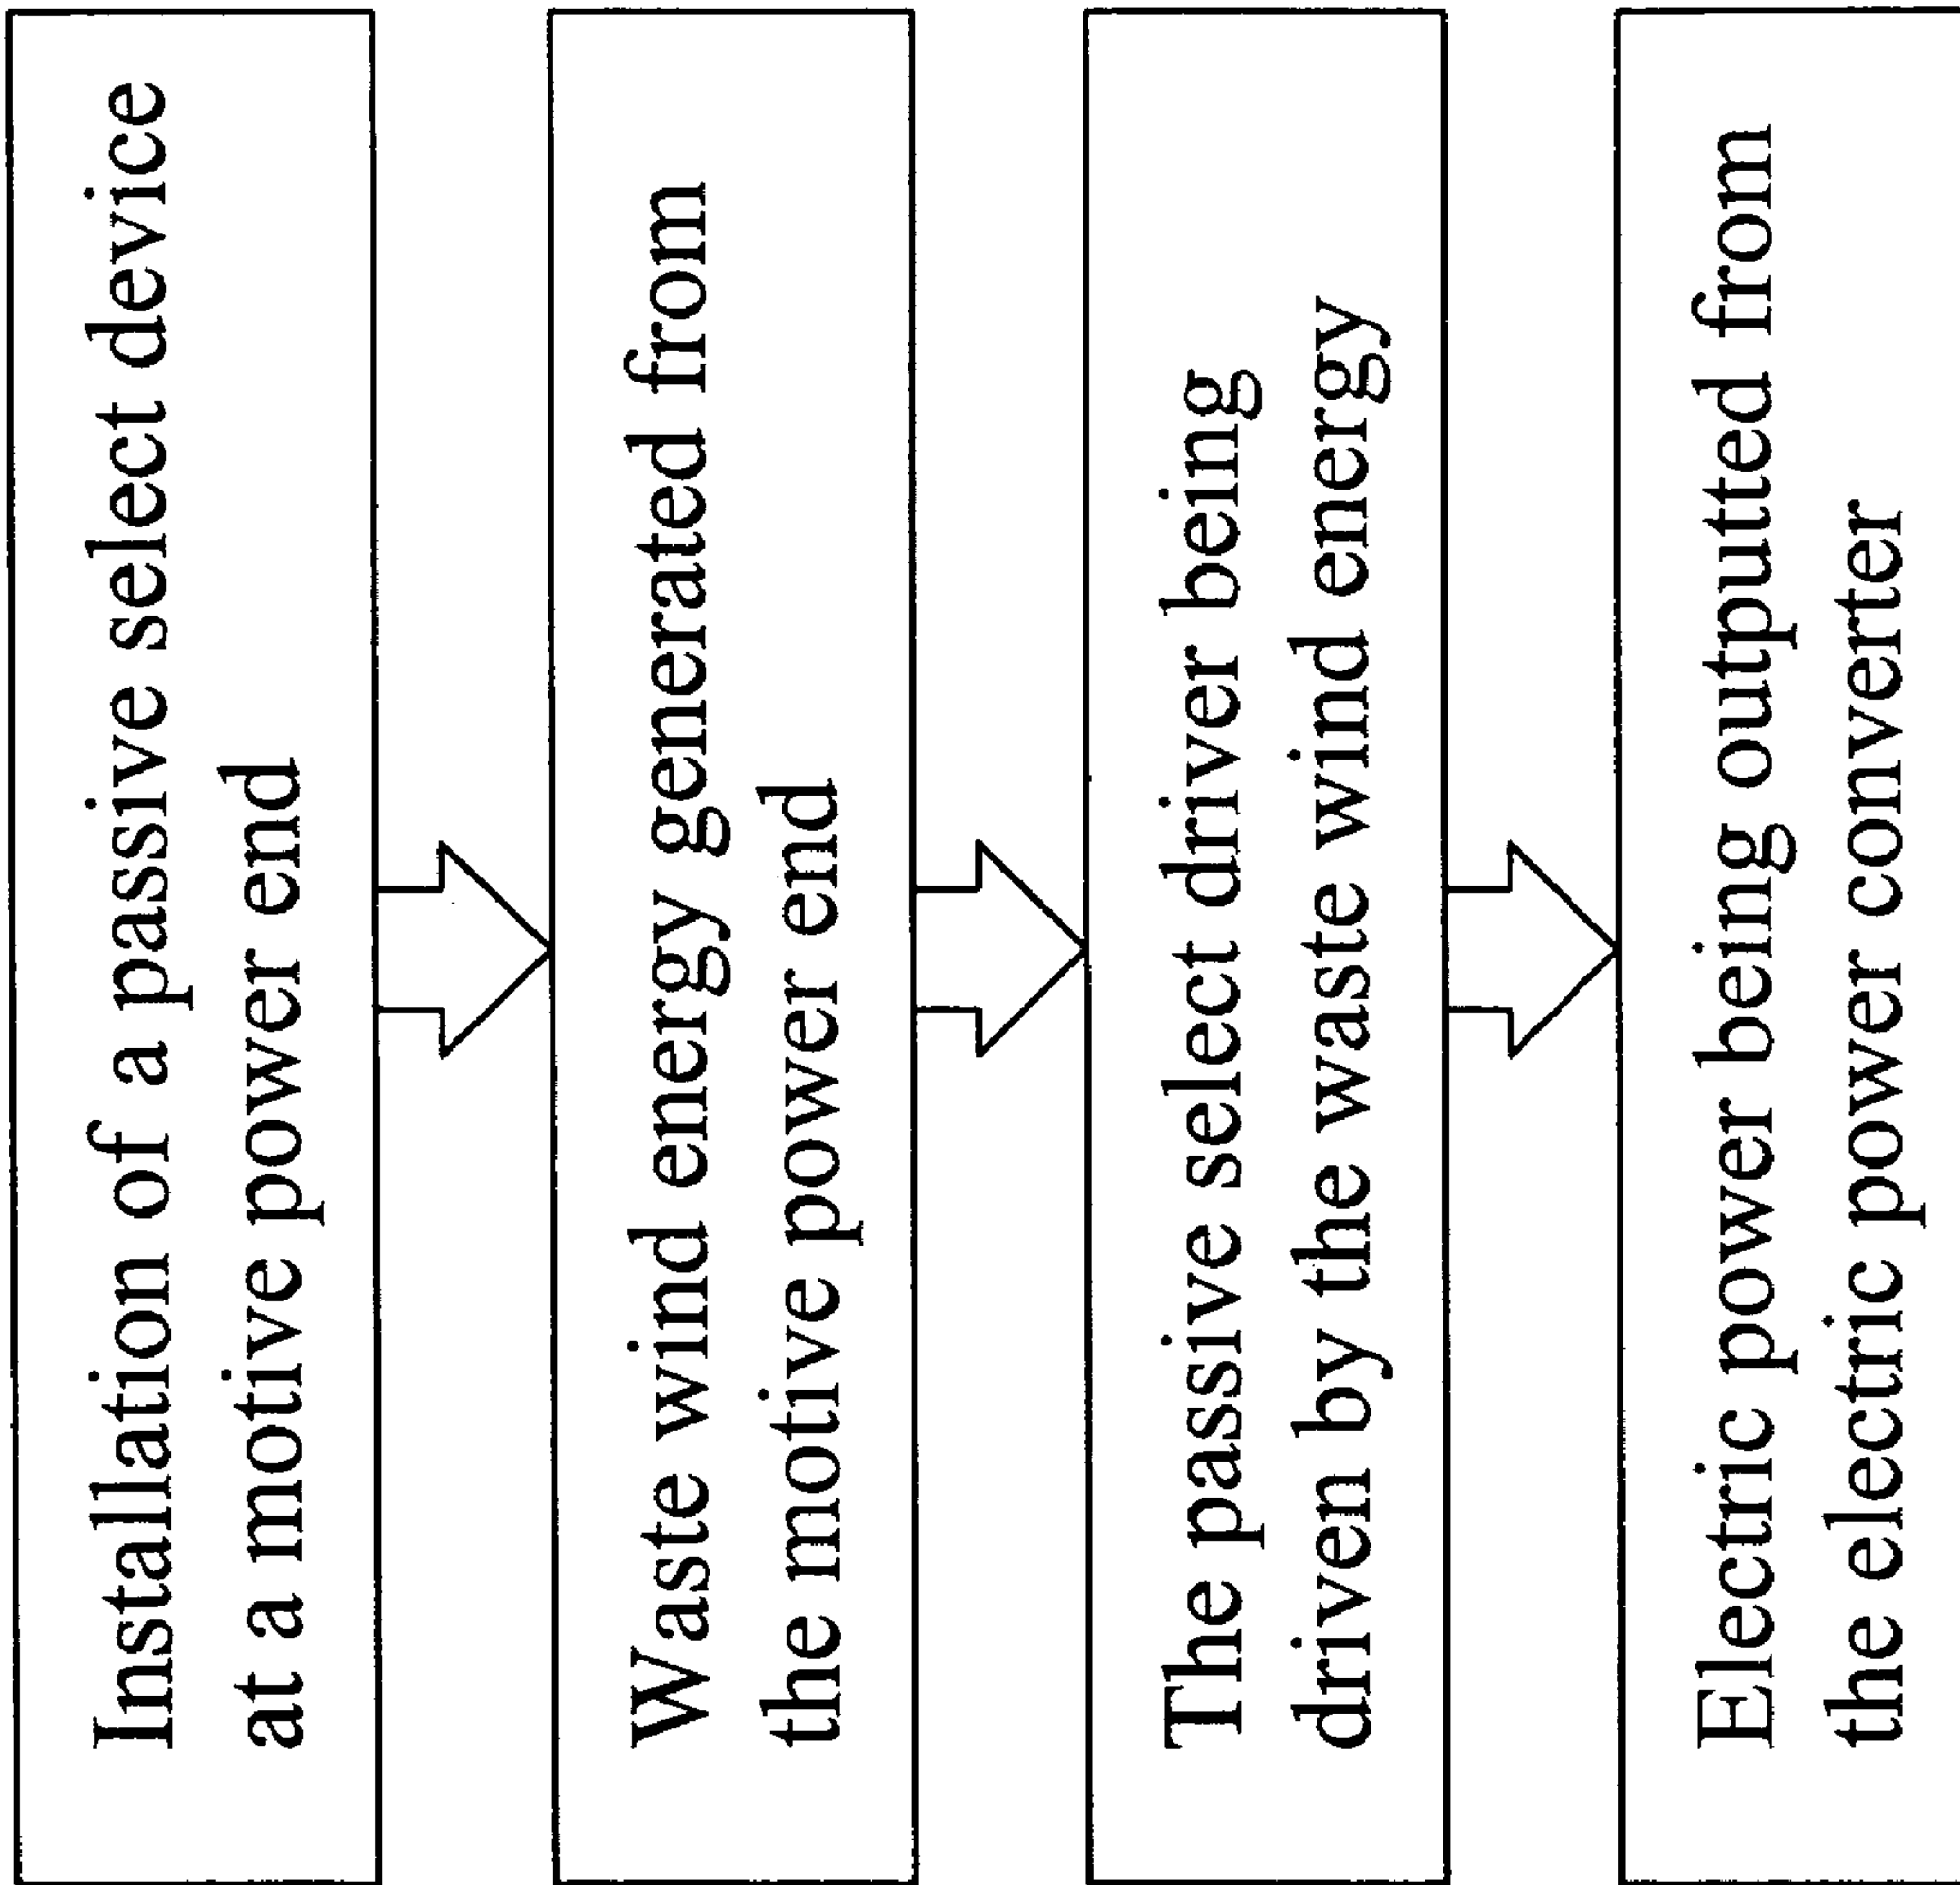 Installation of a passive select device
at a motive power end
Waste wind energy generated from
the motive power end
The passive select driver being
driven by the waste wind energy
Electric power being outputted from
the electric power converter